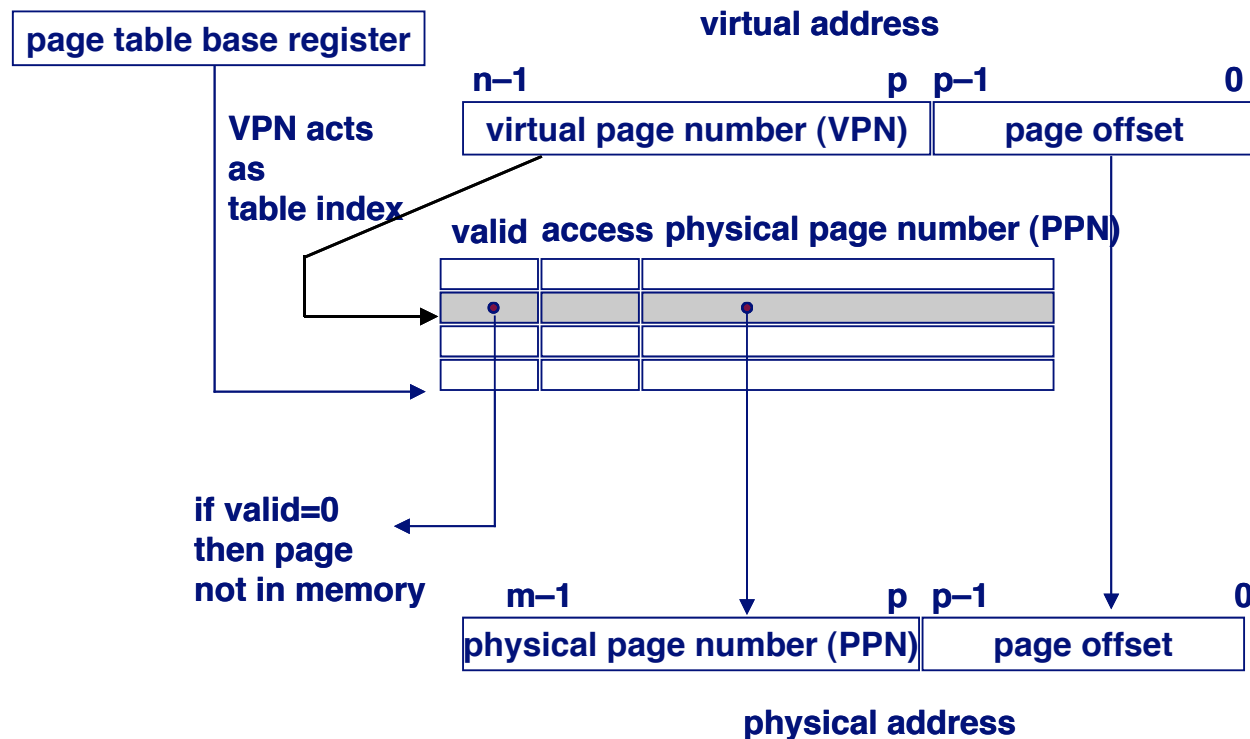 page table base register
virtual address
n–1 p p–1 0
virtual page number (VPN) page offset
VPN acts
as
table index
valid access physical page number (PPN)
if valid=0
then page
not in memory
m–1 p p–1 0
physical page number (PPN) page offset
physical address